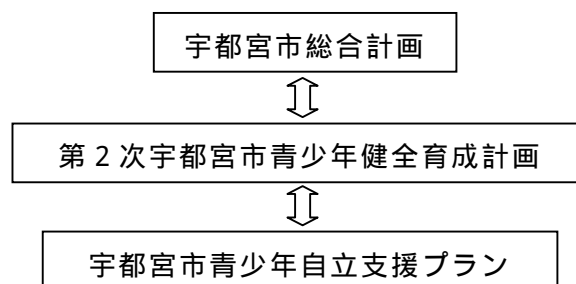 宇都宮市総合計画
第２次宇都宮市青少年健全育成計画
宇都宮市青少年自立支援プラン